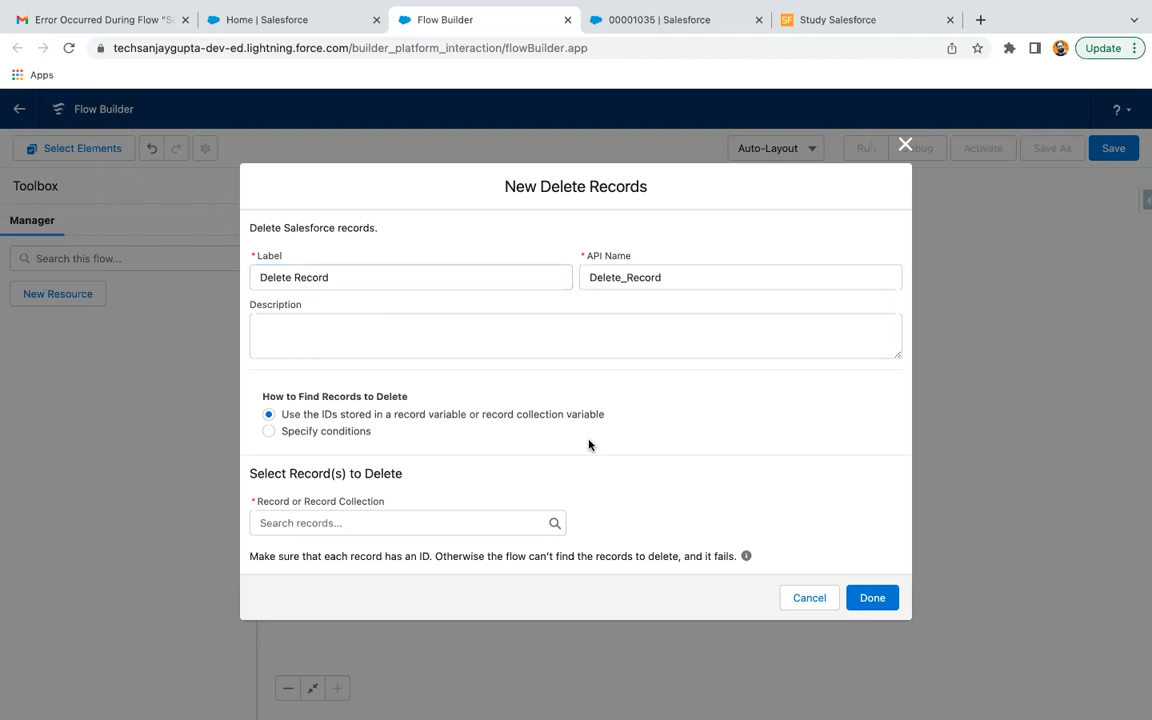 Error Occurred During Flow "S
Home | Salesforce
Flow Builder
00001035 | Salesforce
SF
Study Salesforce
techsanjaygupta-dev-ed.lightning.force.com/builder_platform_interaction/flowBuilder.app
Update
Apps
Flow Builder
?
Select Elements
Auto-Layout
Activate
Save As
Save
Toolbox
Manager
Search this flow...
New Resource
New Delete Records
Delete Salesforce records.
* Label
* API Name
Delete Record
Delete_Record
Description
How to Find Records to Delete
Use the IDs stored in a record variable or record collection variable
Specify conditions
Select Record(s) to Delete
* Record or Record Collection
Search records...
Make sure that each record has an ID. Otherwise the flow can't find the records to delete, and it fails.
Cancel
Done